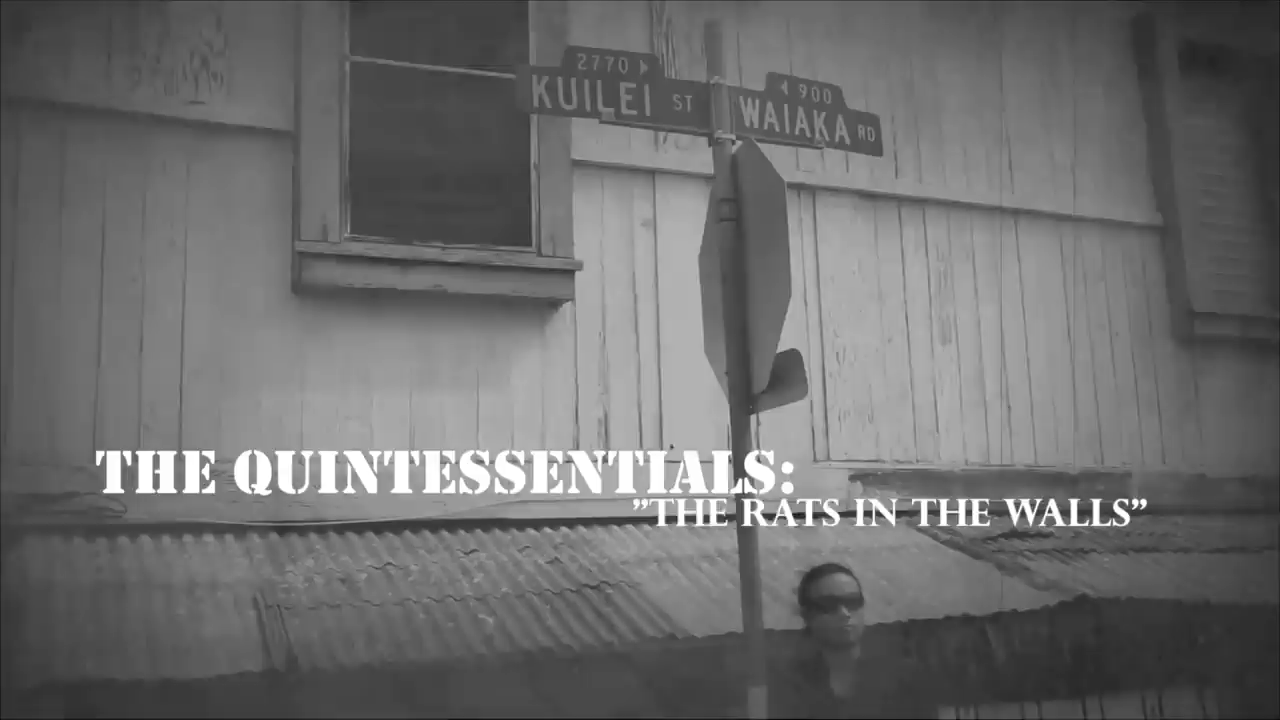 2770
KUILEI ST
900
WAIAKA RD
THE QUINTESSENTIALS:
"THE RATS IN THE WALLS"